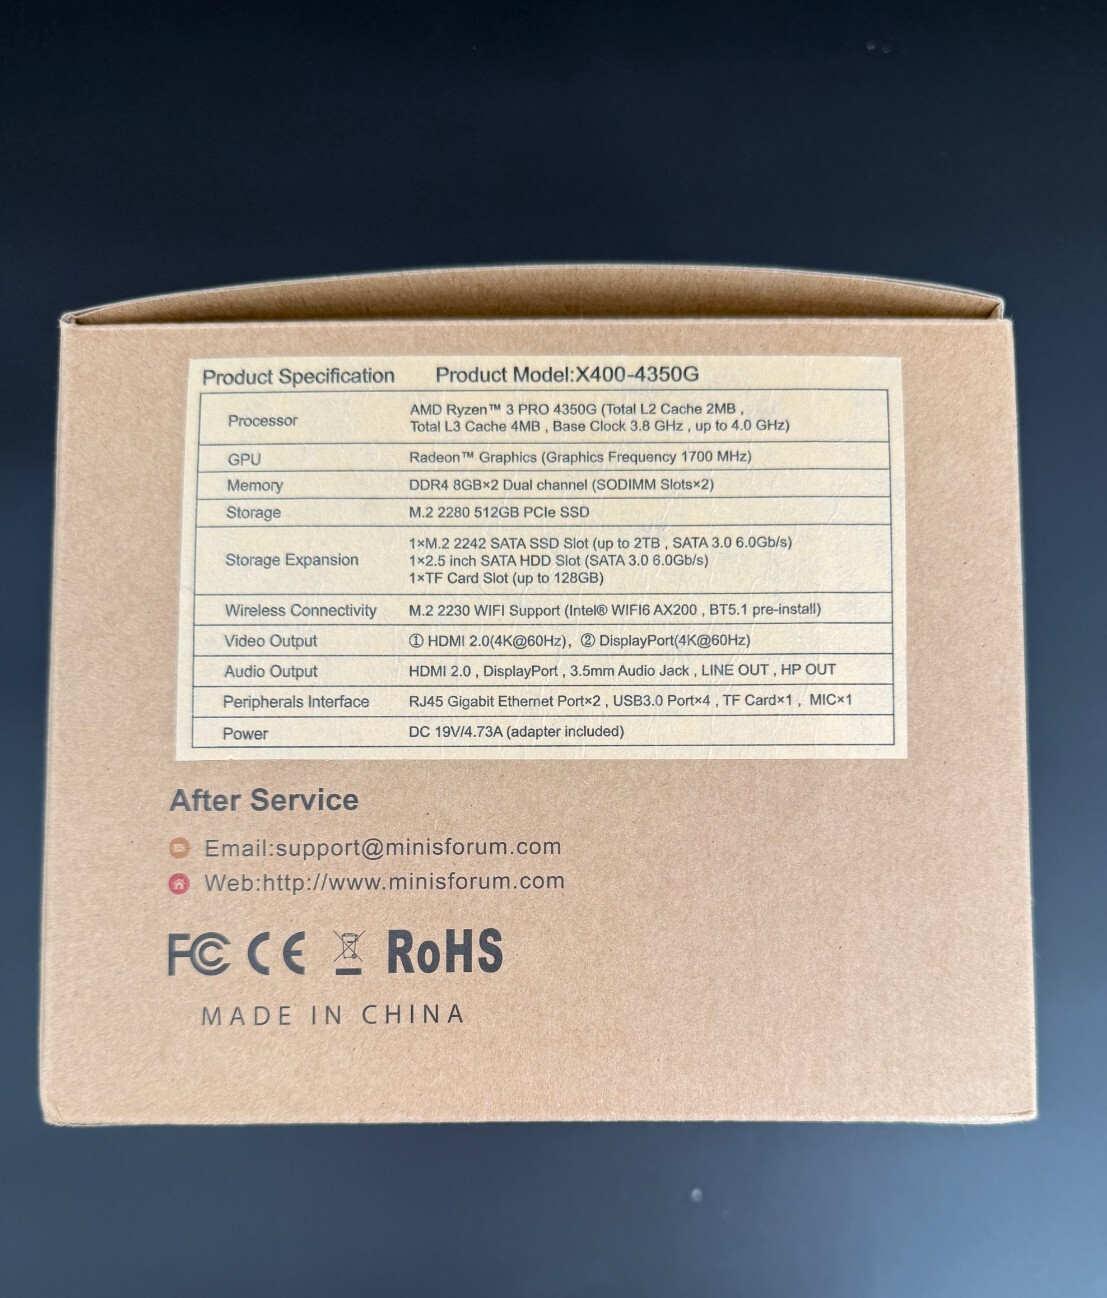 Product Specification Product Model:X400-4350G
Processor AMD Ryzen™ 3 PRO 4350G (Total L2 Cache 2MB ,
Total L3 Cache 4MB , Base Clock 3.8 GHz , up to 4.0 GHz)
GPU Radeon™ Graphics (Graphics Frequency 1700 MHz)
Memory DDR4 8GB×2 Dual channel (SODIMM Slots×2)
Storage M.2 2280 512GB PCIe SSD
Storage Expansion 1×M.2 2242 SATA SSD Slot (up to 2TB , SATA 3.0 6.0Gb/s)
1×2.5 inch SATA HDD Slot (SATA 3.0 6.0Gb/s)
1×TF Card Slot (up to 128GB)
Wireless Connectivity M.2 2230 WIFI Support (Intel® WIFI6 AX200 , BT5.1 pre-install)
Video Output ① HDMI 2.0(4K@60Hz), ② DisplayPort(4K@60Hz)
Audio Output HDMI 2.0 , DisplayPort , 3.5mm Audio Jack , LINE OUT , HP OUT
Peripherals Interface RJ45 Gigabit Ethernet Port×2 , USB3.0 Port×4 , TF Card×1 , MIC×1
Power DC 19V/4.73A (adapter included)
After Service
Email:support@minisforum.com
Web:http://www.minisforum.com
FC CE RoHS
MADE IN CHINA